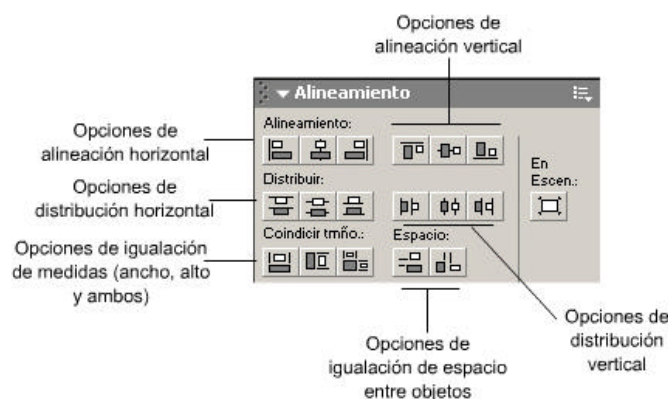 Opciones de
alineación vertical
Alineamiento
Alineamiento:
Opciones de
alineación horizontal
En
Escen.:
Distribuir:
Opciones de
distribución horizontal
Coindicir tmño.:
Espacio:
Opciones de igualación
de medidas (ancho, alto
y ambos)
Opciones de
distribución
vertical
Opciones de
igualación de espacio
entre objetos